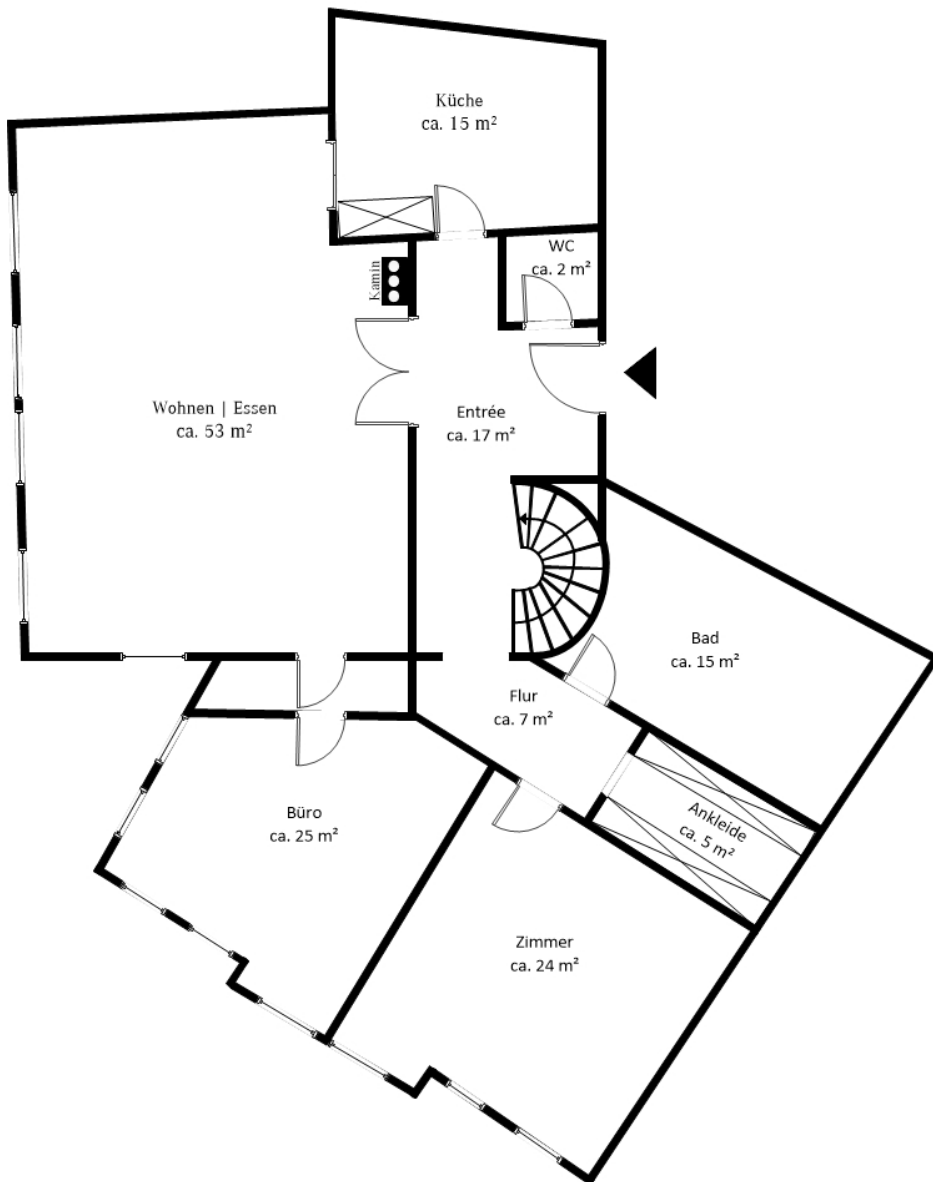 Küche
ca. 15 m²
WC
ca. 2 m²
Kamin
Wohnen | Essen
ca. 53 m²
Entrée
ca. 17 m²
Bad
ca. 15 m²
Flur
ca. 7 m²
Büro
ca. 25 m²
Ankleide
ca. 5 m²
Zimmer
ca. 24 m²